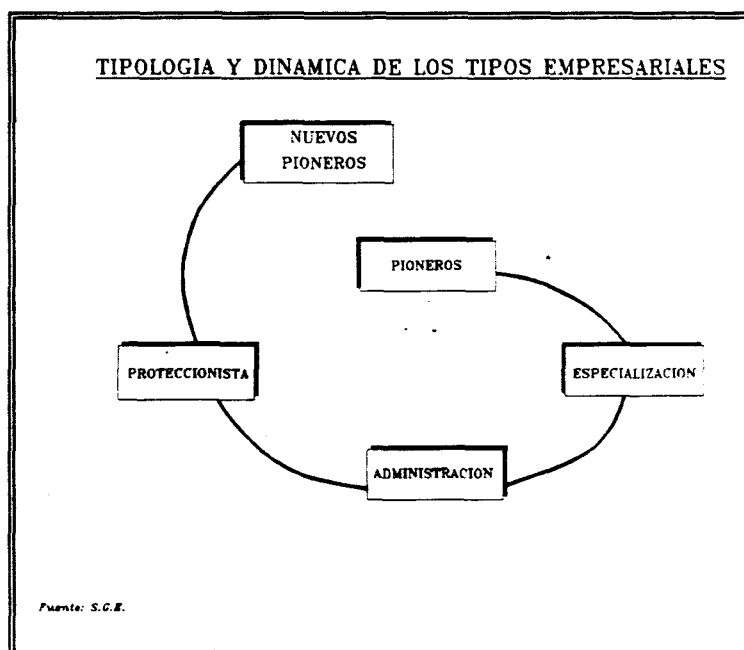 TIPOLOGIA Y DINAMICA DE LOS TIPOS EMPRESARIALES
NUEVOS
PIONEROS
PIONEROS
PROTECCIONISTA
ESPECIALIZACION
ADMINISTRACION
Fuente: S.G.E.